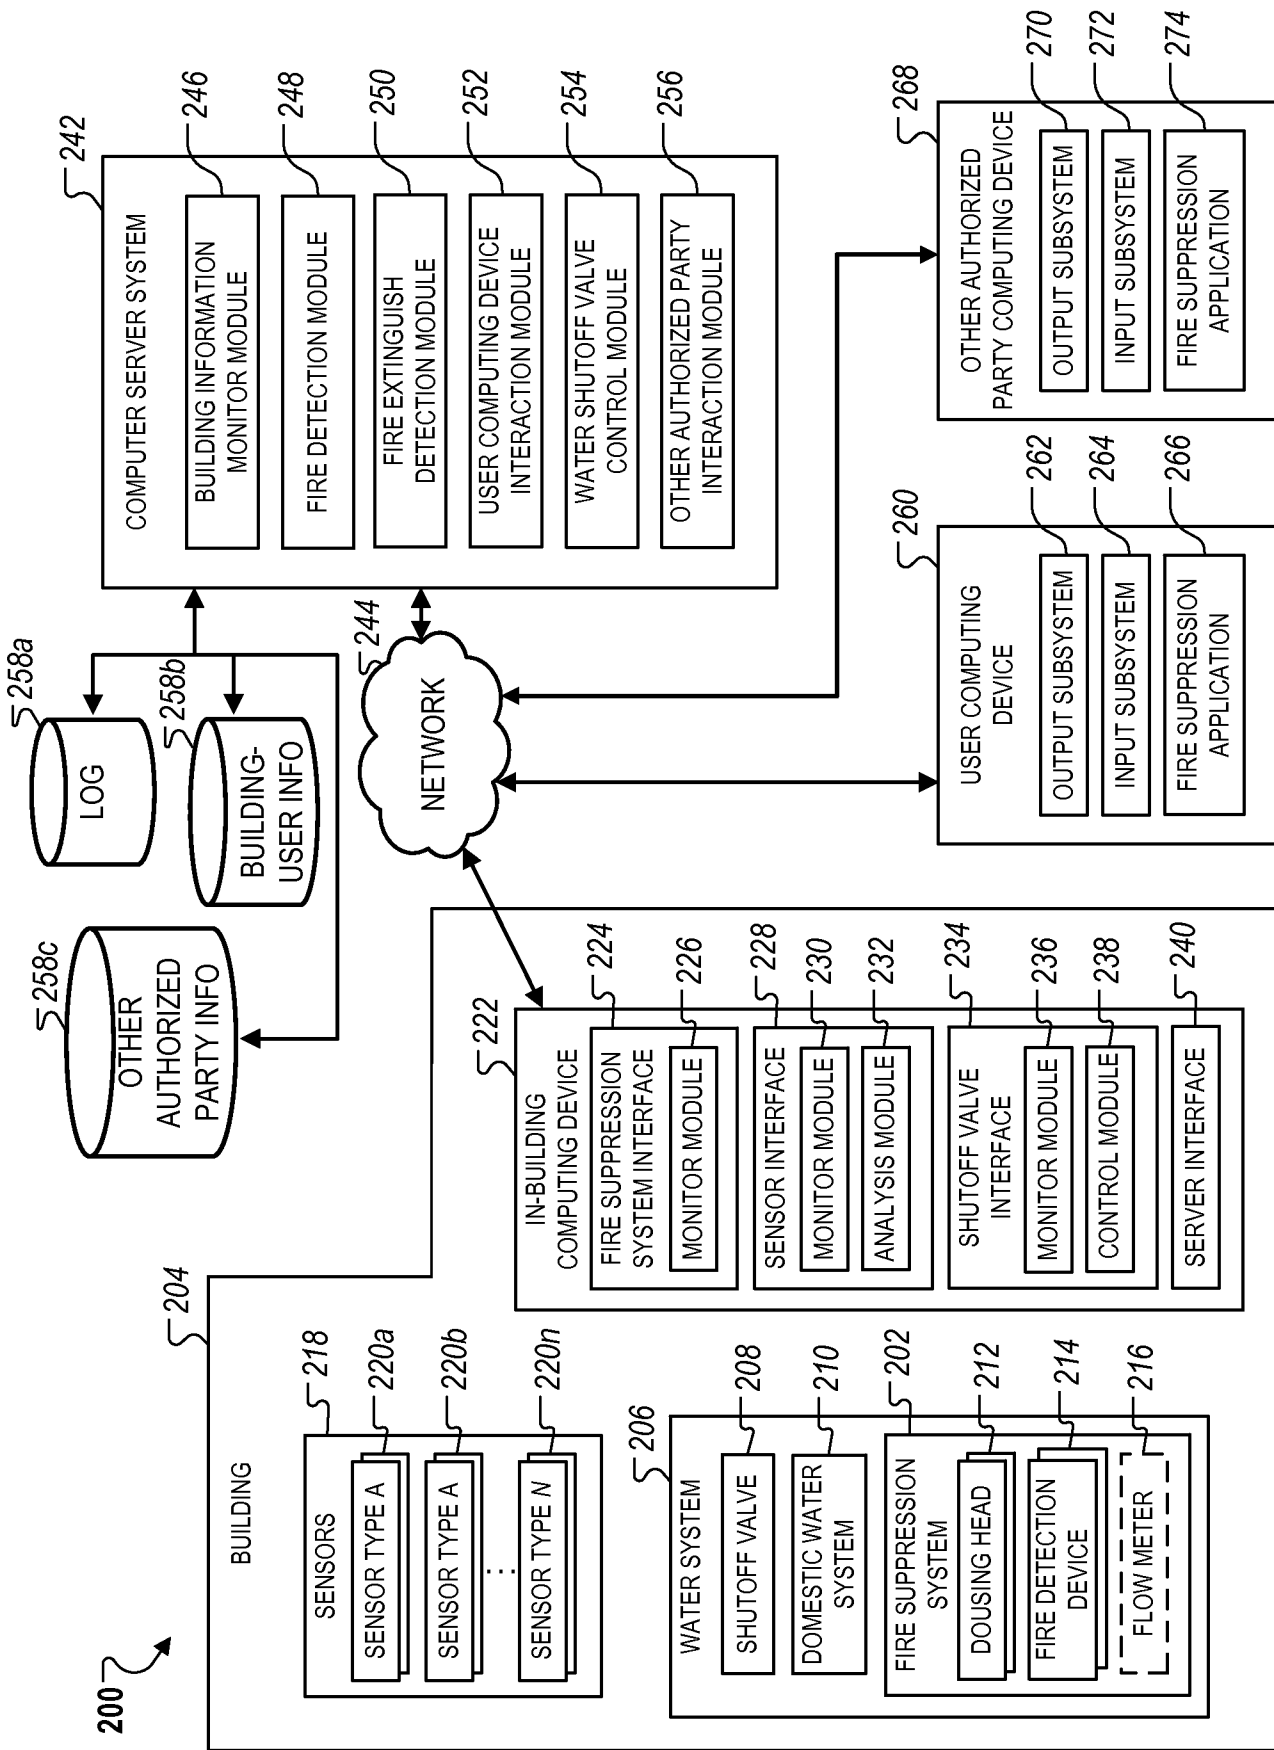 200
204
BUILDING
SENSORS
218
SENSOR TYPE A
220a
SENSOR TYPE A
220b
...
SENSOR TYPE N
220n
206
WATER SYSTEM
SHUTOFF VALVE
208
DOMESTIC WATER
SYSTEM
210
FIRE SUPPRESSION
SYSTEM
202
DOUSING HEAD
212
FIRE DETECTION
DEVICE
214
FLOW METER
216
222
IN-BUILDING
COMPUTING DEVICE
FIRE SUPPRESSION
SYSTEM INTERFACE
224
MONITOR MODULE
226
SENSOR INTERFACE
228
MONITOR MODULE
230
ANALYSIS MODULE
232
SHUTOFF VALVE
INTERFACE
234
MONITOR MODULE
236
CONTROL MODULE
238
SERVER INTERFACE
240
258c
OTHER
AUTHORIZED
PARTY INFO
258a
LOG
258b
BUILDING-
USER INFO
244
NETWORK
242
COMPUTER SERVER SYSTEM
BUILDING INFORMATION
MONITOR MODULE
246
FIRE DETECTION MODULE
248
FIRE EXTINGUISH
DETECTION MODULE
250
USER COMPUTING DEVICE
INTERACTION MODULE
252
WATER SHUTOFF VALVE
CONTROL MODULE
254
OTHER AUTHORIZED PARTY
INTERACTION MODULE
256
260
USER COMPUTING
DEVICE
OUTPUT SUBSYSTEM
262
INPUT SUBSYSTEM
264
FIRE SUPPRESSION
APPLICATION
266
268
OTHER AUTHORIZED
PARTY COMPUTING DEVICE
OUTPUT SUBSYSTEM
270
INPUT SUBSYSTEM
272
FIRE SUPPRESSION
APPLICATION
274